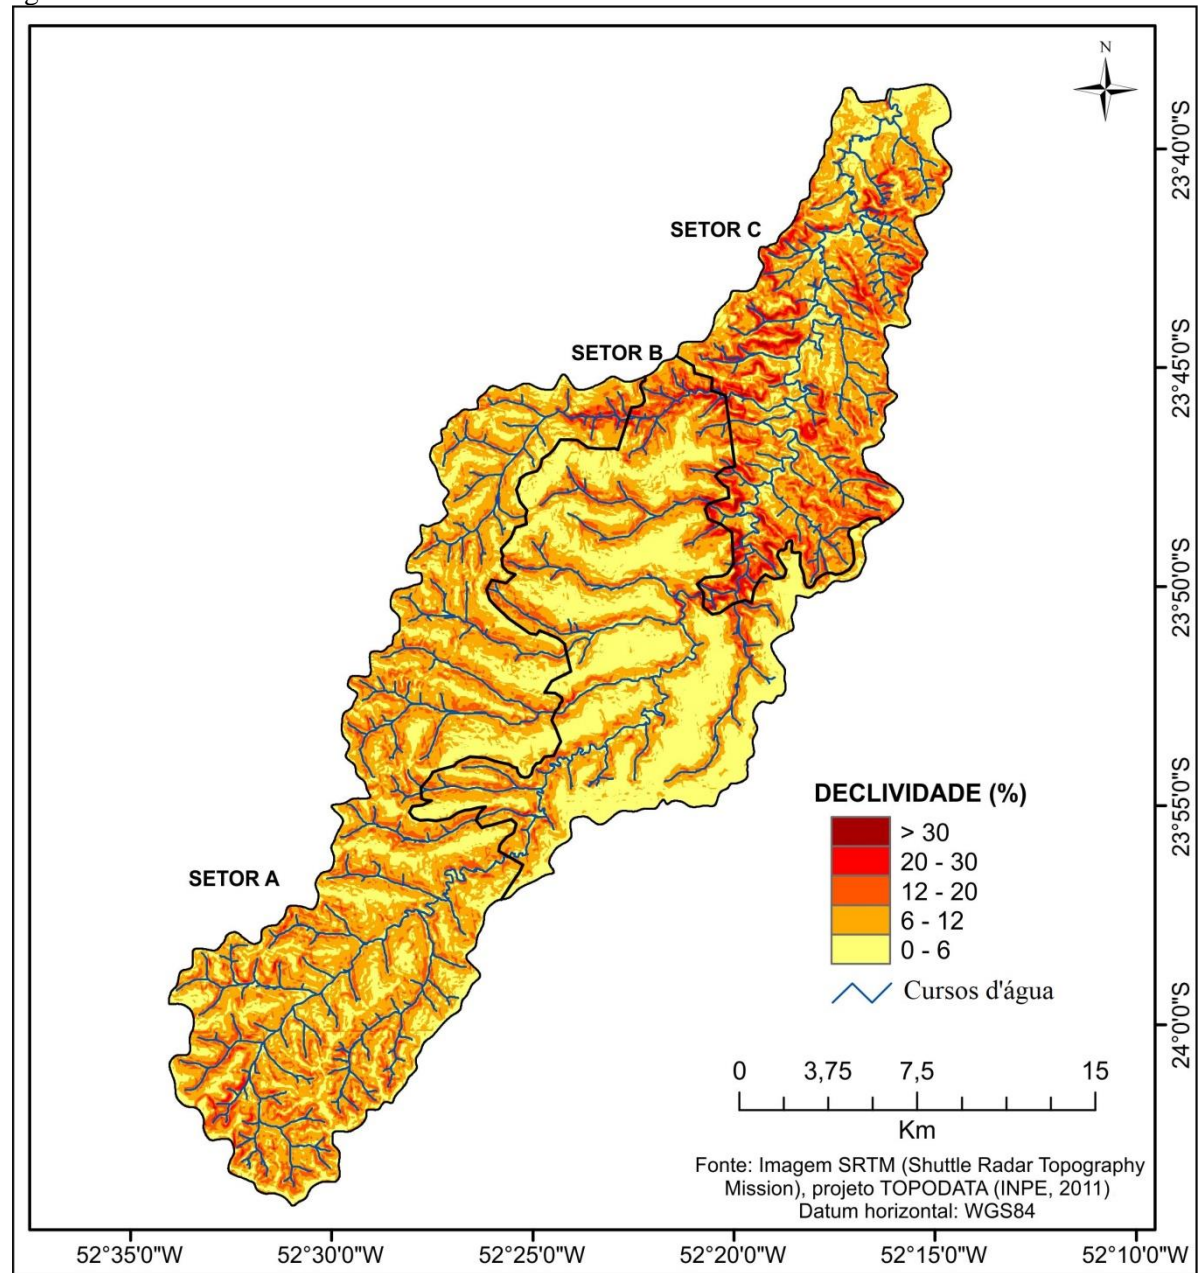 N
SETOR C
SETOR B
SETOR A
DECLIVIDADE (%)
> 30
20 - 30
12 - 20
6 - 12
0 - 6
Cursos d'água
0 3,75 7,5 15
Km
Fonte: Imagem SRTM (Shuttle Radar Topography
Mission), projeto TOPODATA (INPE, 2011)
Datum horizontal: WGS84
23°40'0"S
23°45'0"S
23°50'0"S
23°55'0"S
24°0'0"S
52°35'0"W 52°30'0"W 52°25'0"W 52°20'0"W 52°15'0"W 52°10'0"W